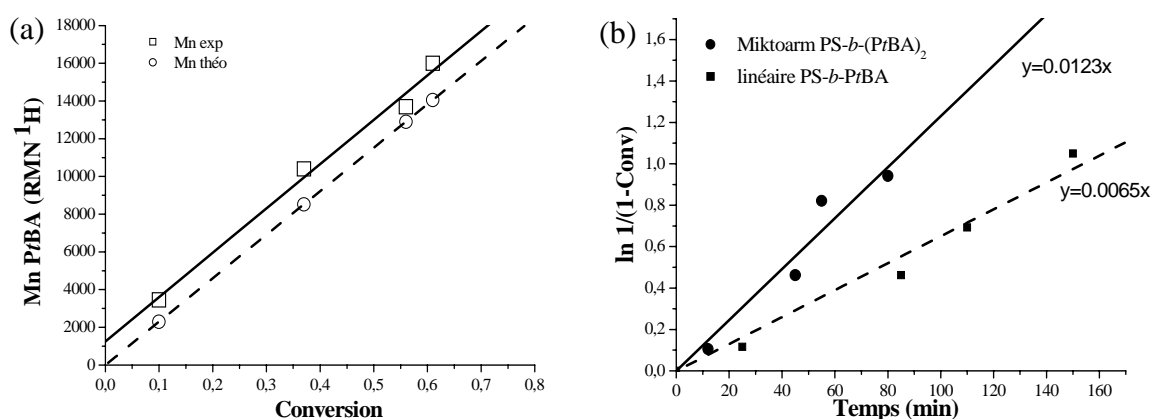 (a)
Mn exp
Mn théo
Mn PtBA (RMN ¹H)
18000
16000
14000
12000
10000
8000
6000
4000
2000
0
0,0 0,1 0,2 0,3 0,4 0,5 0,6 0,7 0,8
Conversion
(b)
Miktoarm PS-b-(PtBA)₂
linéaire PS-b-PtBA
y=0.0123x
y=0.0065x
ln 1/(1-Conv)
1,6
1,4
1,2
1,0
0,8
0,6
0,4
0,2
0,0
0 20 40 60 80 100 120 140 160
Temps (min)